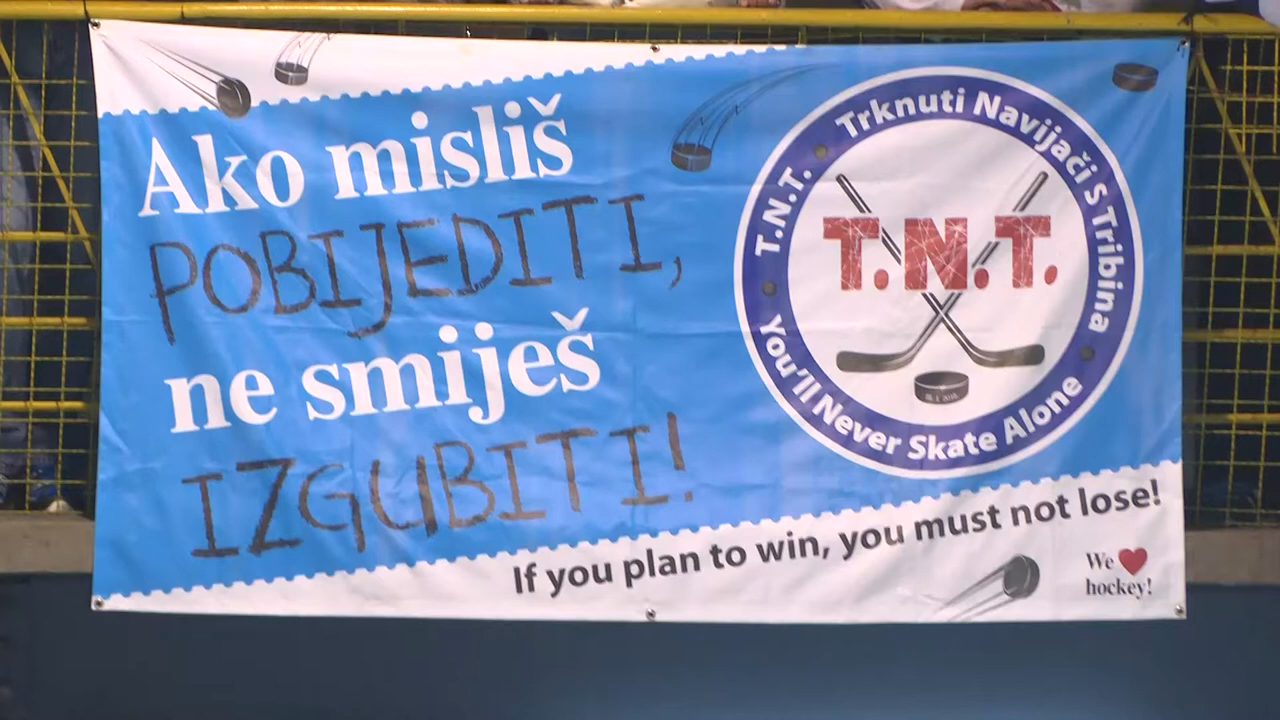 Ako misliš
POBIJEDITI,
ne smiješ
IZGUBITI!
T.N.T. Trknuti Navijači S Tribina
T.N.T.
You'll Never Skate Alone
If you plan to win, you must not lose!
We ♥
hockey!